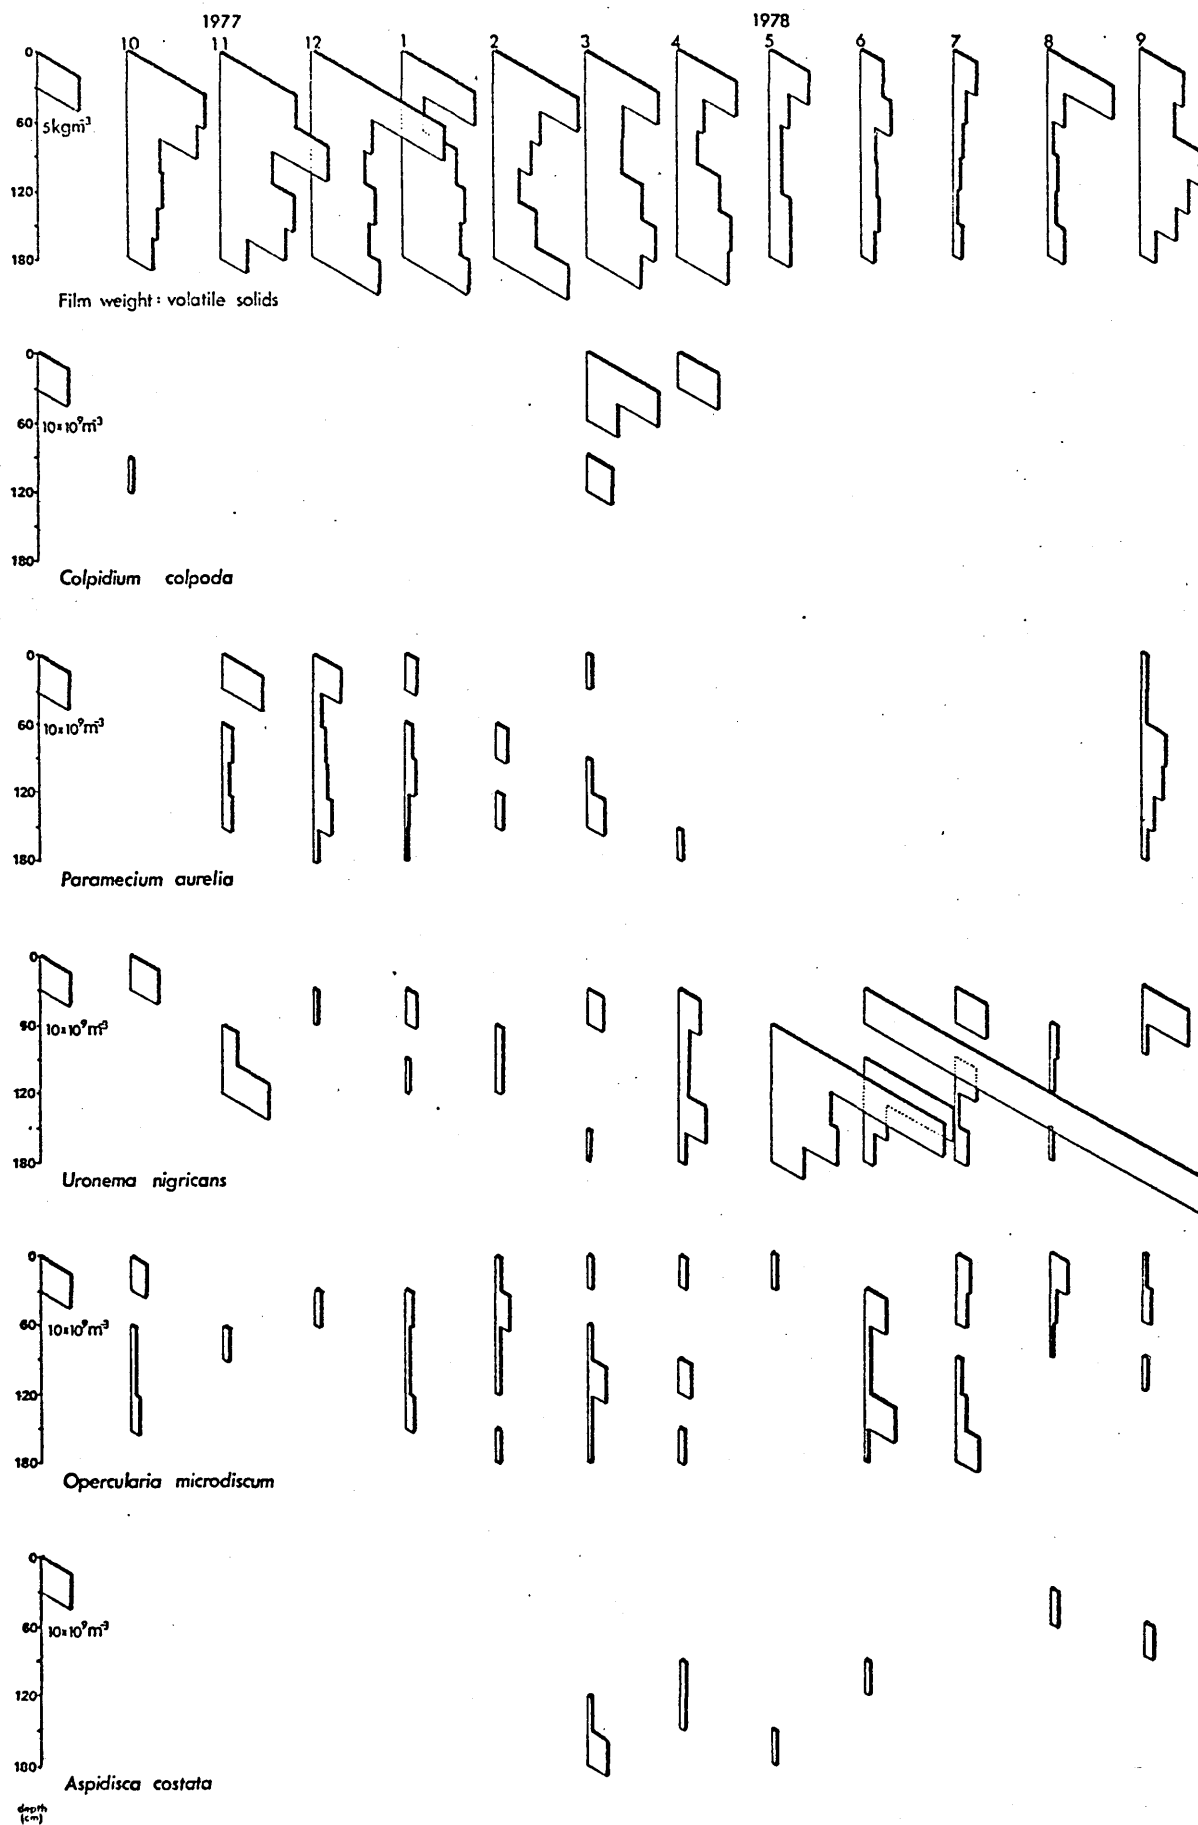 1977 1978
10 11 12 1 2 3 4 5 6 7 8 9
0
5kgm⁻³
60
120
180
Film weight: volatile solids
0
10×10⁹m⁻³
60
120
180
Colpidium colpoda
0
10×10⁹m⁻³
60
120
180
Paramecium aurelia
0
10×10⁹m⁻³
90
120
180
Uronema nigricans
0
10×10⁹m⁻³
60
120
180
Opercularia microdiscum
0
10×10⁹m⁻³
60
120
180
Aspidisca costata
depth
(cm)